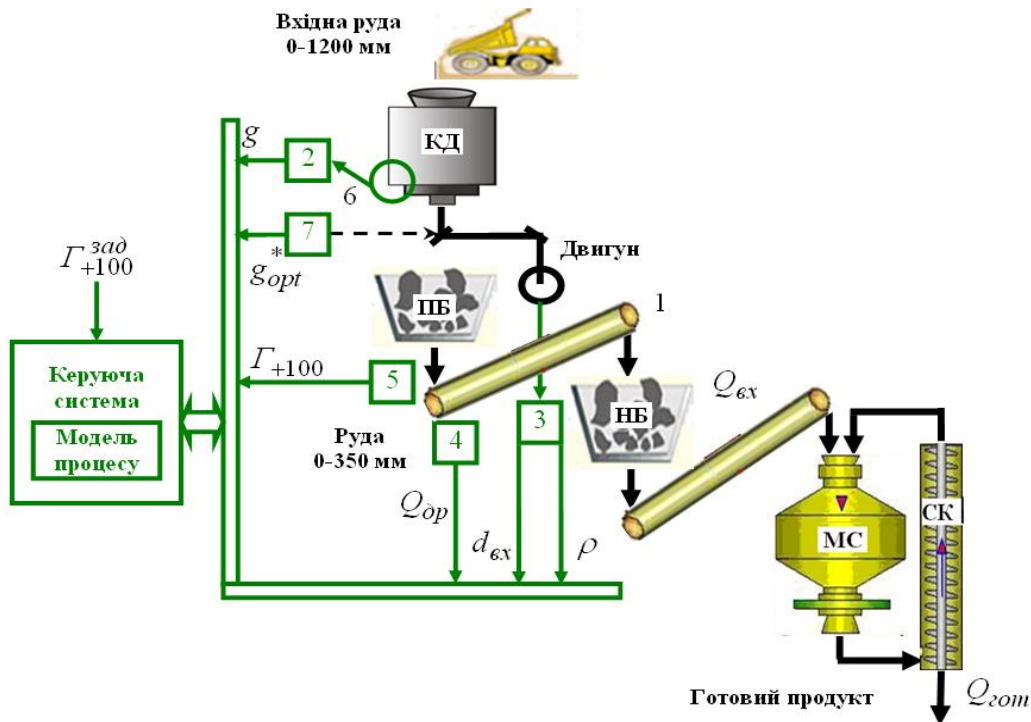 Вхідна руда
0-1200 мм
КД
g
2
6
7
g*opt
Двигун
Г зад +100
ПБ
1
Г+100
5
Керуюча
система
Модель
процесу
Qвх
3
НБ
4
Руда
0-350 мм
Qдр
dвх
ρ
МС
СК
Готовий продукт
Qгот